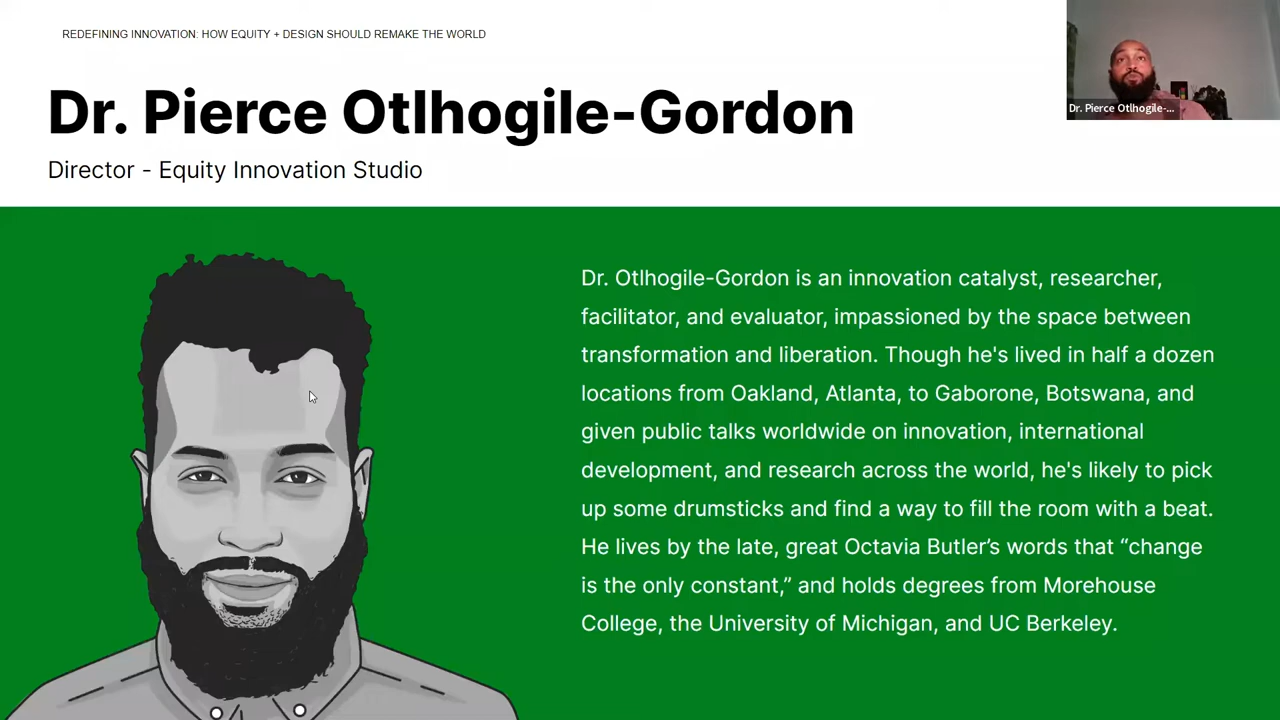 REDEFINING INNOVATION: HOW EQUITY + DESIGN SHOULD REMAKE THE WORLD
Dr. Pierce Otlhogile-Gordon
Director - Equity Innovation Studio
Dr. Pierce Otlhogile-...
Dr. Otlhogile-Gordon is an innovation catalyst, researcher,
facilitator, and evaluator, impassioned by the space between
transformation and liberation. Though he's lived in half a dozen
locations from Oakland, Atlanta, to Gaborone, Botswana, and
given public talks worldwide on innovation, international
development, and research across the world, he's likely to pick
up some drumsticks and find a way to fill the room with a beat.
He lives by the late, great Octavia Butler’s words that “change
is the only constant,” and holds degrees from Morehouse
College, the University of Michigan, and UC Berkeley.